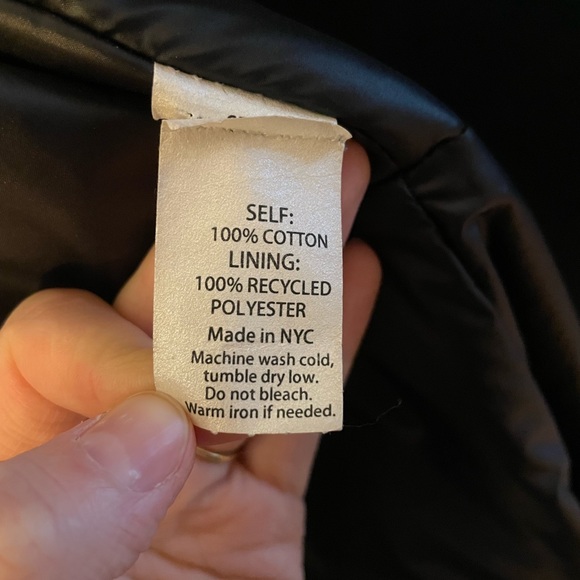 SELF:
100% COTTON
LINING:
100% RECYCLED
POLYESTER
Made in NYC
Machine wash cold,
tumble dry low.
Do not bleach.
Warm iron if needed.